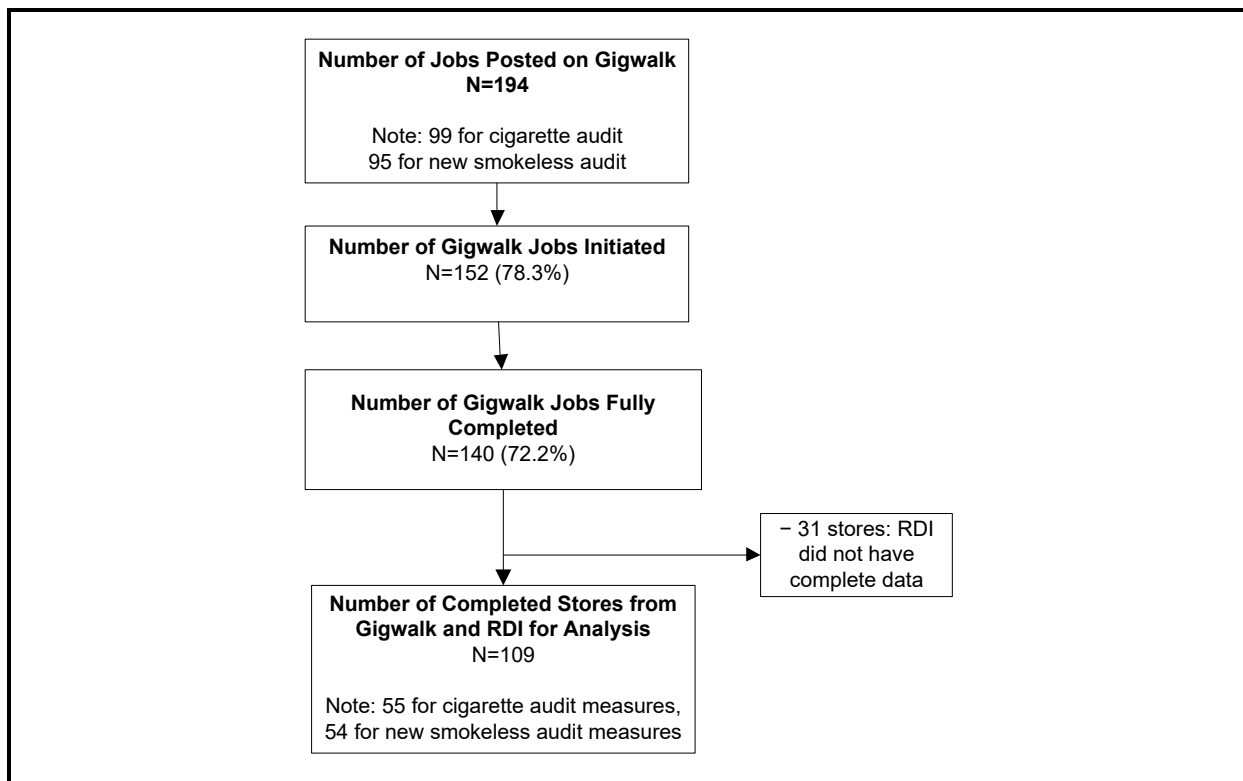 Number of Jobs Posted on Gigwalk
N=194
Note: 99 for cigarette audit
95 for new smokeless audit
Number of Gigwalk Jobs Initiated
N=152 (78.3%)
Number of Gigwalk Jobs Fully
Completed
N=140 (72.2%)
− 31 stores: RDI
did not have
complete data
Number of Completed Stores from
Gigwalk and RDI for Analysis
N=109
Note: 55 for cigarette audit measures,
54 for new smokeless audit measures